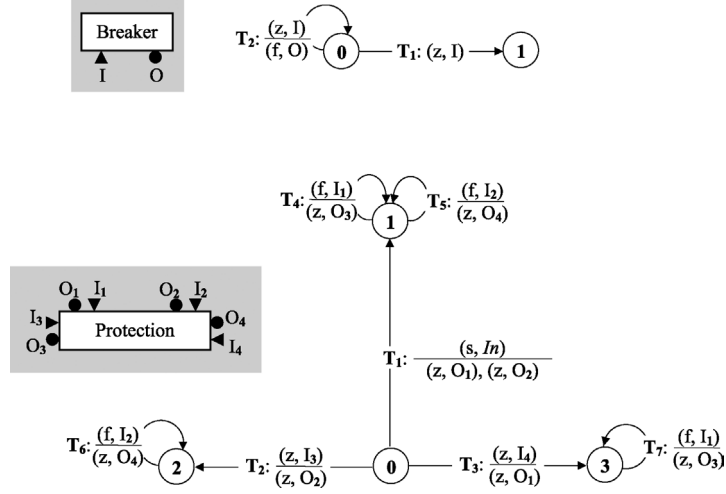 Breaker
I O
T₂: (z, I)
(f, O)
0
T₁: (z, I)
1
T₄: (f, I₁)
(z, O₃)
T₅: (f, I₂)
(z, O₄)
1
O₁ I₁ O₂ I₂
I₃ O₄
Protection
O₃ I₄
T₁: (s, In)
(z, O₁), (z, O₂)
T₆: (f, I₂)
(z, O₄)
2
T₂: (z, I₃)
(z, O₂)
0
T₃: (z, I₄)
(z, O₁)
3
T₇: (f, I₁)
(z, O₃)